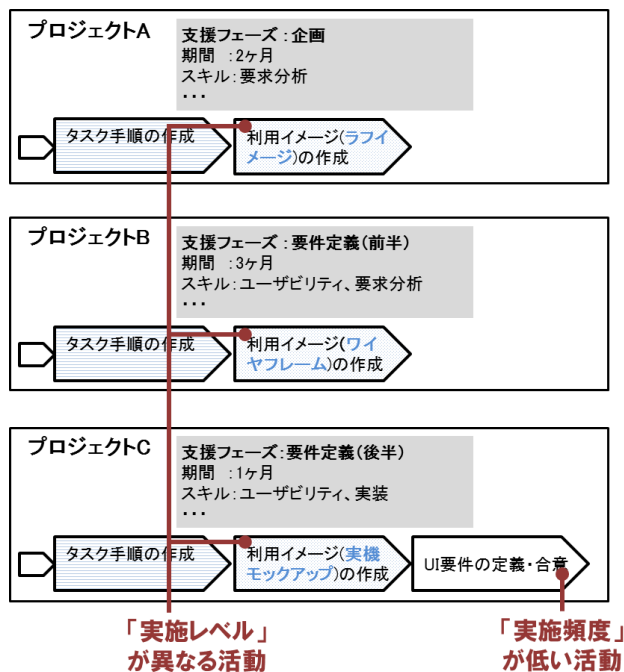 プロジェクトA
支援フェーズ：企画
期間　：2ヶ月
スキル：要求分析
・・・
タスク手順の作成
利用イメージ(ラフイ
メージ)の作成
プロジェクトB
支援フェーズ：要件定義(前半)
期間　：3ヶ月
スキル：ユーザビリティ、要求分析
・・・
タスク手順の作成
利用イメージ(ワイ
ヤフレーム)の作成
プロジェクトC
支援フェーズ：要件定義(後半)
期間　：1ヶ月
スキル：ユーザビリティ、実装
・・・
タスク手順の作成
利用イメージ(実機
モックアップ)の作成
UI要件の定義・合意
「実施レベル」
が異なる活動
「実施頻度」
が低い活動